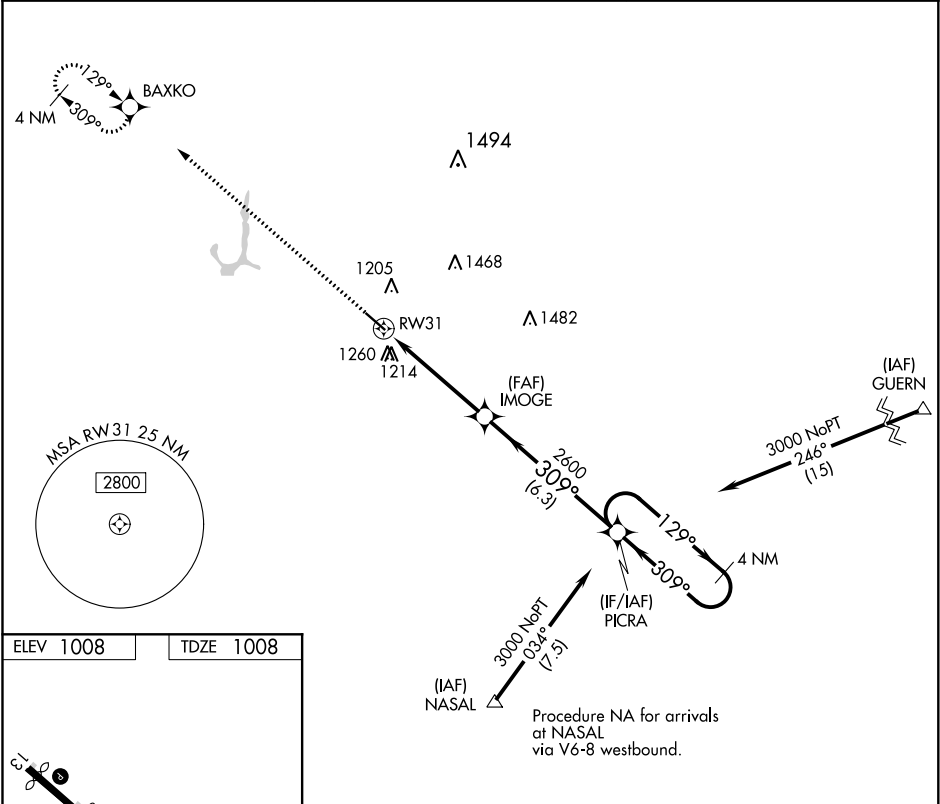 129°
BAXKO
4 NM
309°
1494
1205
1468
RW31
1482
1260
1214
(FAF)
IMOGE
(IAF)
GUERN
3000 NoPT
246°
(15)
2600
309°
(6.3)
MSA RW31 25 NM
2800
129°
4 NM
309°
(IF/IAF)
PICRA
3000 NoPT
034°
(7.5)
(IAF)
NASAL
Procedure NA for arrivals
at NASAL
via V6-8 westbound.
ELEV 1008
TDZE 1008
13
P